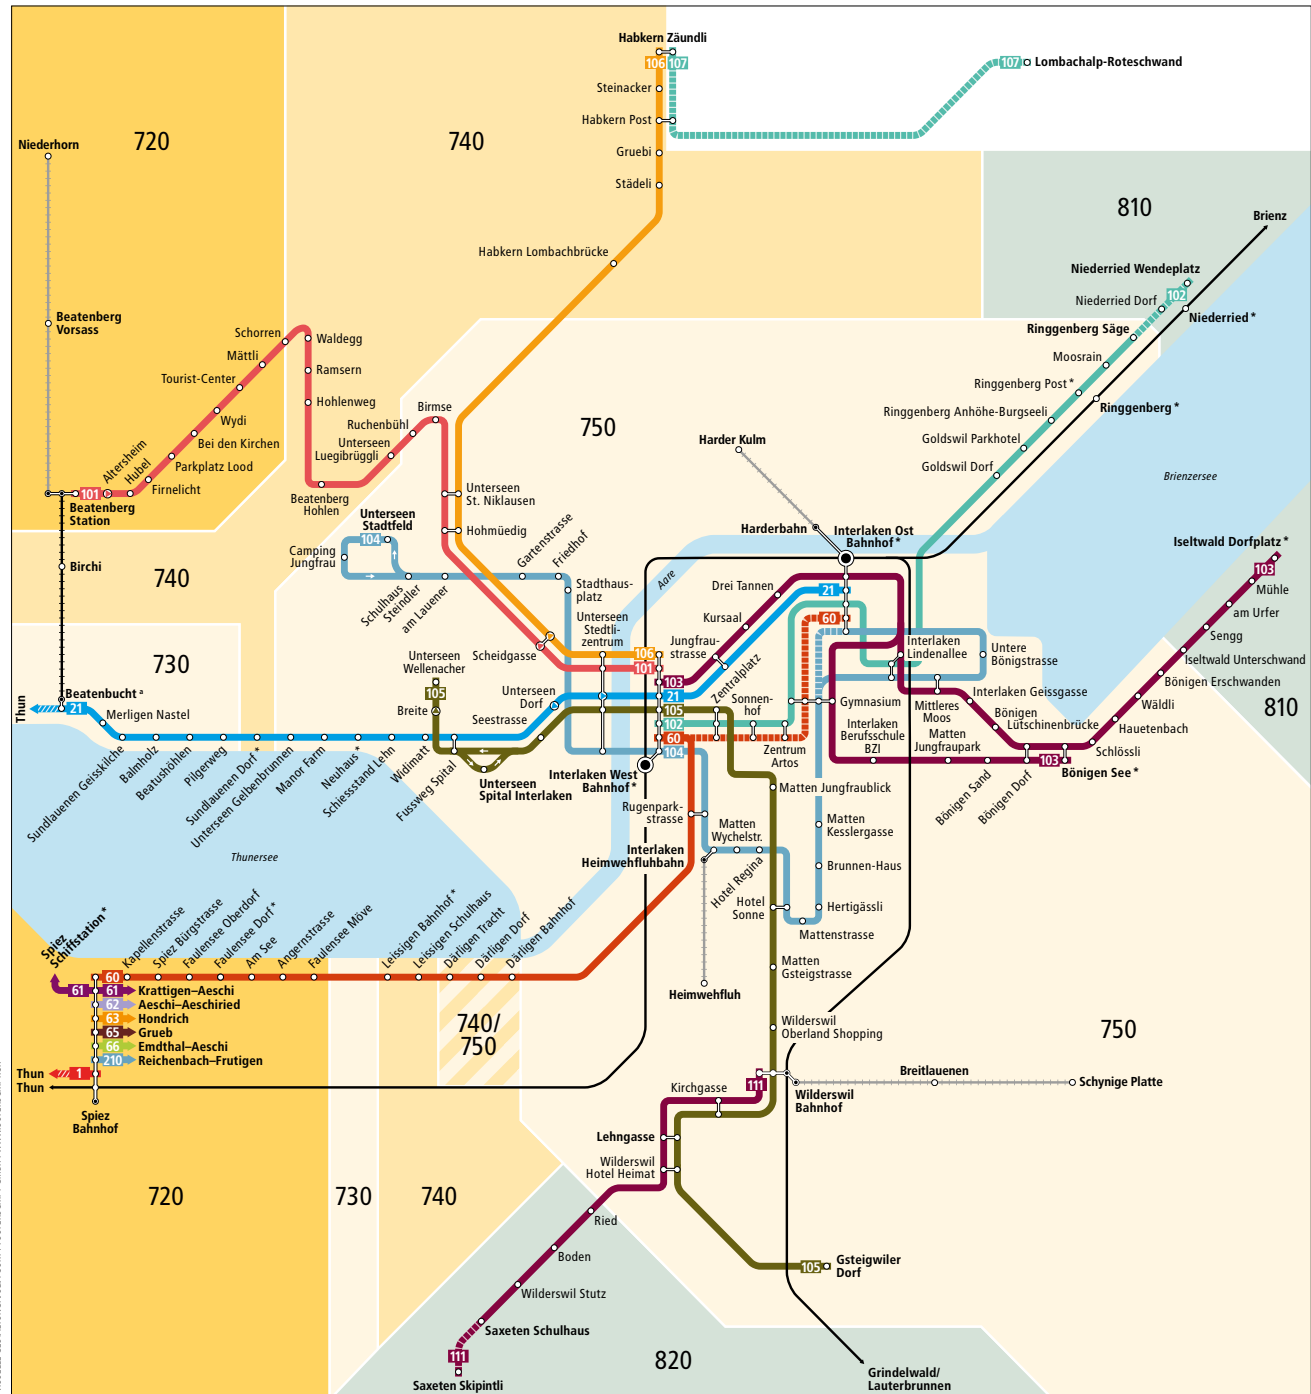 Habkern Zäundli
106
107
107
Lombachalp-Roteschwand
Steinacker
Habkern Post
Gruebi
Städeli
720
740
Niederhorn
810
Brienz
Habkern Lombachbrücke
Niederried Wendeplatz
102
Niederried Dorf
Niederried *
Beatenberg
Vorsass
Ringgenberg Säge
Schorren
Waldegg
Mättli
Moosrain
Ramsern
Tourist-Center
Ringgenberg Post *
Hohlenweg
Birmse
Ringgenberg *
Wydi
Ruchenbühl
750
Ringgenberg Anhöhe-Burgseeli
Bei den Kirchen
Unterseen
Luegibrüggli
Harder Kulm
Goldswil Parkhotel
Altersheim
Hubel
Parkplatz Lood
Goldswil Dorf
Firnelicht
Brienzersee
101
Beatenberg
Station
Beatenberg
Hohlen
Unterseen
St. Niklausen
Unterseen
Stadtfeld
104
Hohmüedig
Harderbahn
Interlaken Ost
Bahnhof *
Iseltwald Dorfplatz *
103
Camping
Jungfrau
Gartenstrasse
Friedhof
Birchi
740
Schulhaus
Steindler
am Lauener
Stadthaus-
platz
Aare
Drei Tannen
21
Mühle
am Urfer
Kursaal
60
Sengg
Unterseen
Stedtli-
zentrum
Jungfrau-
strasse
Interlaken
Lindenallee
Untere
Bönigstrasse
Iseltwald Unterschwand
730
Scheidgasse
106
101
Unterseen
Wellenacher
105
103
Zentralplatz
Bönigen Erschwanden
Beatenbucht ª
Thun
21
Breite
Unterseen
Dorf
21
Sonnen-
hof
Gymnasium
Interlaken Geissgasse
Wäldli
810
Merligen Nastel
Seestrasse
105
Mittleres
Moos
Bönigen
Lütschinenbrücke
Hauetenbach
102
Interlaken
Berufsschule
BZI
Matten
Jungfraupark
Schlössli
60
Zentrum
Artos
104
103
Bönigen See *
Sundlauenen Geisskilche
Balmholz
Beatushöhlen
Pilgerweg
Sundlauenen Dorf *
Unterseen Gelbenbrunnen
Manor Farm
Neuhaus *
Schiessstand Lehn
Widimatt
Fussweg Spital
Unterseen
Spital Interlaken
Interlaken West
Bahnhof *
Bönigen Sand
Bönigen Dorf
Matten Jungfraublick
Rugenpark-
strasse
Matten
Wychelstr.
Matten
Kesslergasse
Thunersee
Interlaken
Heimwehfluhbahn
Hotel Regina
Brunnen-Haus
Hotel
Sonne
Hertigässli
Mattenstrasse
Spiez
Schiffstation *
Kapellenstrasse
Spiez Bürgstrasse
Faulensee Oberdorf
Faulensee Dorf *
Am See
Angernstrasse
Faulensee Möve
Leissigen Bahnhof *
Leissigen Schulhaus
Därligen Tracht
Därligen Dorf
Därligen Bahnhof
Matten
Gsteigstrasse
60
61
61
Krattigen–Aeschi
62
Aeschi–Aeschiried
63
Hondrich
65
Grueb
66
Emdthal–Aeschi
210
Reichenbach–Frutigen
Heimwehfluh
740/
750
Wilderswil
Oberland Shopping
750
Thun
1
Thun
Spiez
Bahnhof
111
Breitlauenen
Schynige Platte
Kirchgasse
Wilderswil
Bahnhof
Lehngasse
Wilderswil
Hotel Heimat
720
730
740
Ried
Boden
105
Gsteigwiler
Dorf
Wilderswil Stutz
Saxeten Schulhaus
111
820
Saxeten Skipintli
Grindelwald/
Lauterbrunnen